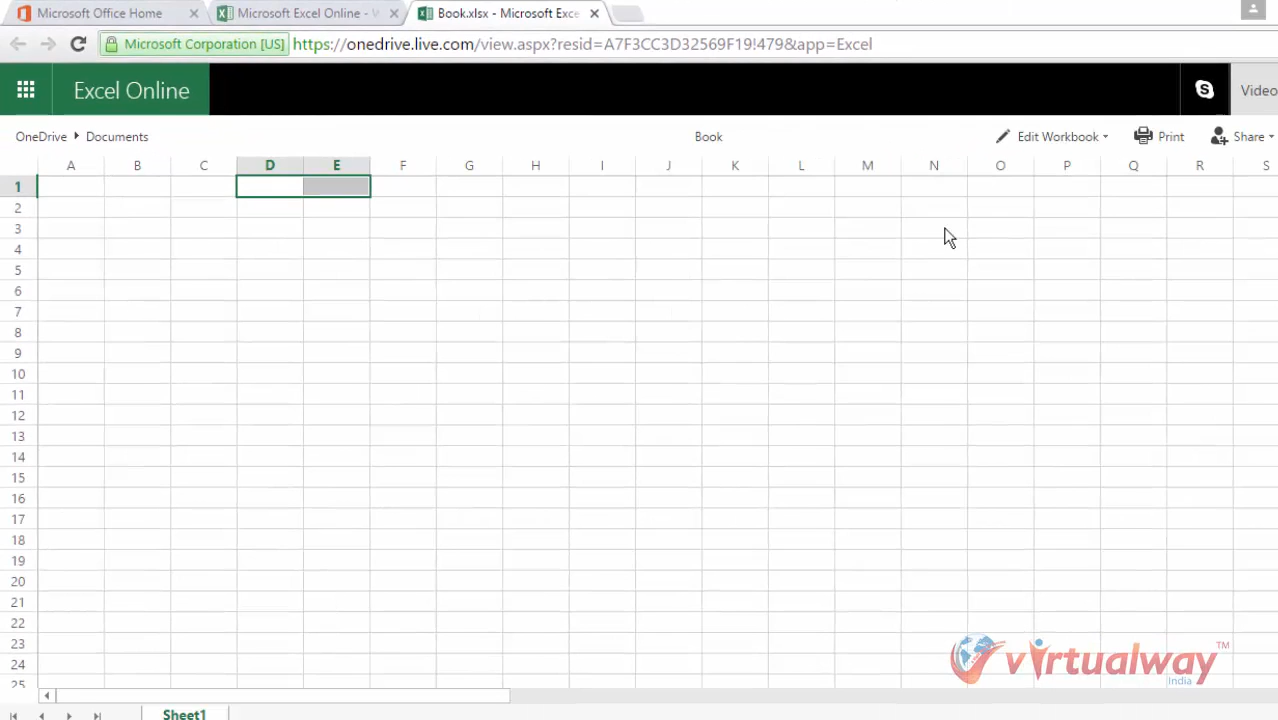 Microsoft Office Home
Microsoft Excel Online - W
Book.xlsx - Microsoft Exce
Microsoft Corporation [US] https://onedrive.live.com/view.aspx?resid=A7F3CC3D32569F19!479&app=Excel
Excel Online
Video
OneDrive Documents
Book
Edit Workbook
Print
Share
A B C D E F G H I J K L M N O P Q R S
1
2
3
4
5
6
7
8
9
10
11
12
13
14
15
16
17
18
19
20
21
22
23
24
25
virtualway TM
India
Sheet1